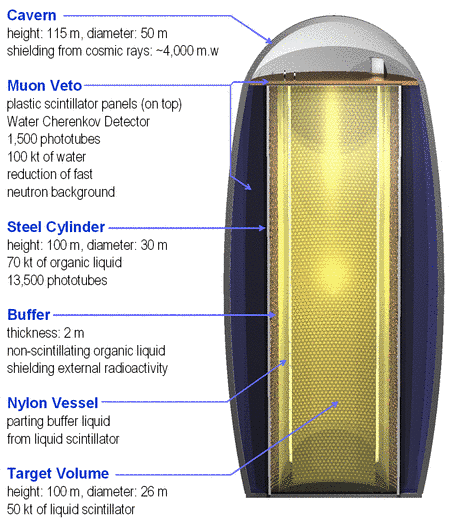 Cavern
height: 115 m, diameter: 50 m
shielding from cosmic rays: ~4,000 m.w
Muon Veto
plastic scintillator panels (on top)
Water Cherenkov Detector
1,500 phototubes
100 kt of water
reduction of fast
neutron background
Steel Cylinder
height: 100 m, diameter: 30 m
70 kt of organic liquid
13,500 phototubes
Buffer
thickness: 2 m
non-scintillating organic liquid
shielding external radioactivity
Nylon Vessel
parting buffer liquid
from liquid scintillator
Target Volume
height: 100 m, diameter: 26 m
50 kt of liquid scintillator